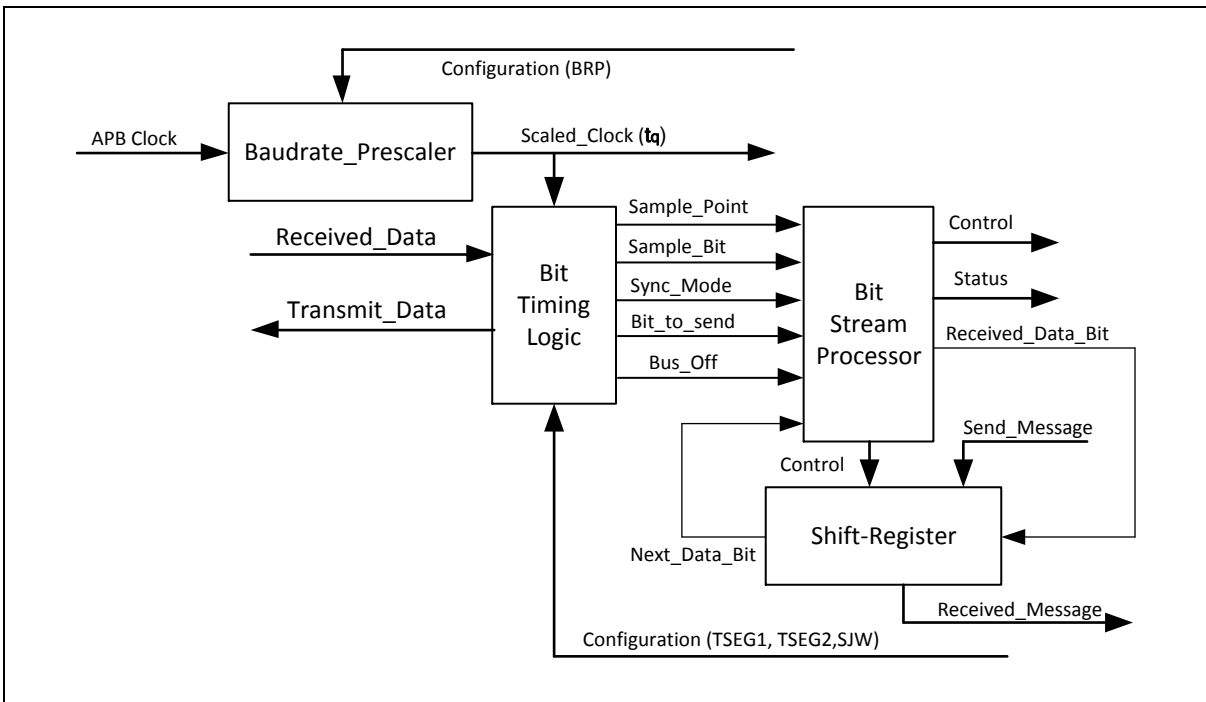 Configuration (BRP)
APB Clock
Baudrate_Prescaler
Scaled_Clock (tq)
Received_Data
Transmit_Data
Bit
Timing
Logic
Sample_Point
Sample_Bit
Sync_Mode
Bit_to_send
Bus_Off
Bit
Stream
Processor
Control
Status
Received_Data_Bit
Send_Message
Control
Shift-Register
Next_Data_Bit
Received_Message
Configuration (TSEG1, TSEG2,SJW)